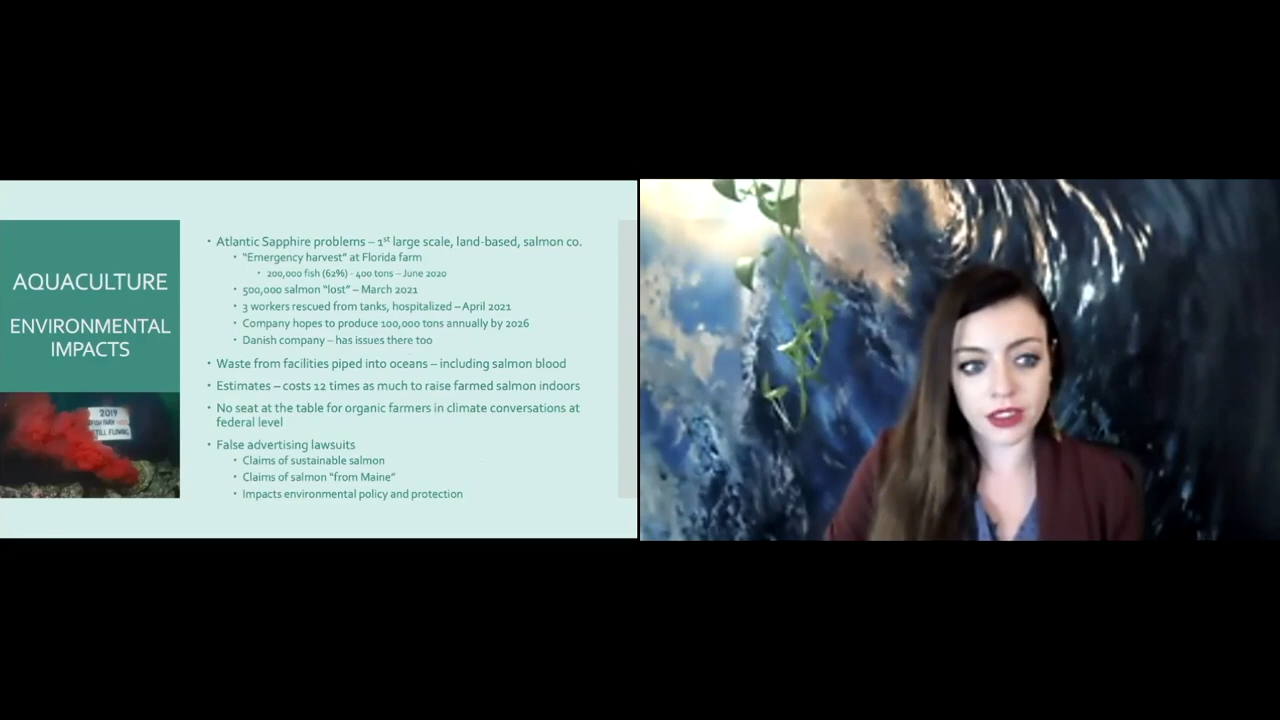 AQUACULTURE
ENVIRONMENTAL
IMPACTS
2019
STILL FLOWING
• Atlantic Sapphire problems – 1st large scale, land-based, salmon co.
• "Emergency harvest" at Florida farm
• 200,000 fish (62%) - 400 tons – June 2020
• 500,000 salmon "lost" – March 2021
• 3 workers rescued from tanks, hospitalized – April 2021
• Company hopes to produce 100,000 tons annually by 2026
• Danish company – has issues there too
• Waste from facilities piped into oceans – including salmon blood
• Estimates – costs 12 times as much to raise farmed salmon indoors
• No seat at the table for organic farmers in climate conversations at
federal level
• False advertising lawsuits
• Claims of sustainable salmon
• Claims of salmon "from Maine"
• Impacts environmental policy and protection